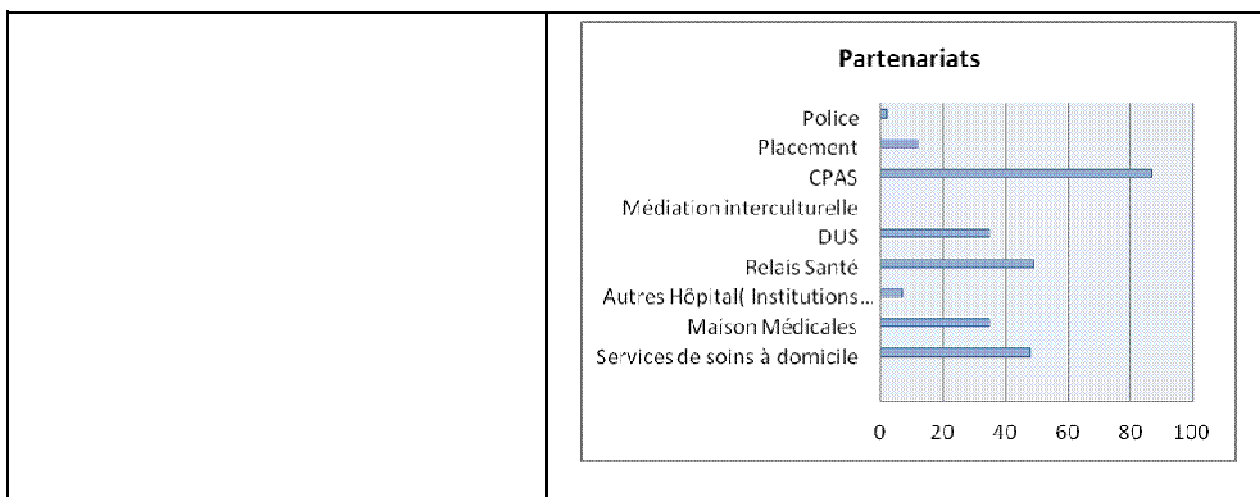 Partenariats
Police
Placement
CPAS
Médiation interculturelle
DUS
Relais Santé
Autres Hôpital( Institutions...
Maison Médicales
Services de soins à domicile
0 20 40 60 80 100